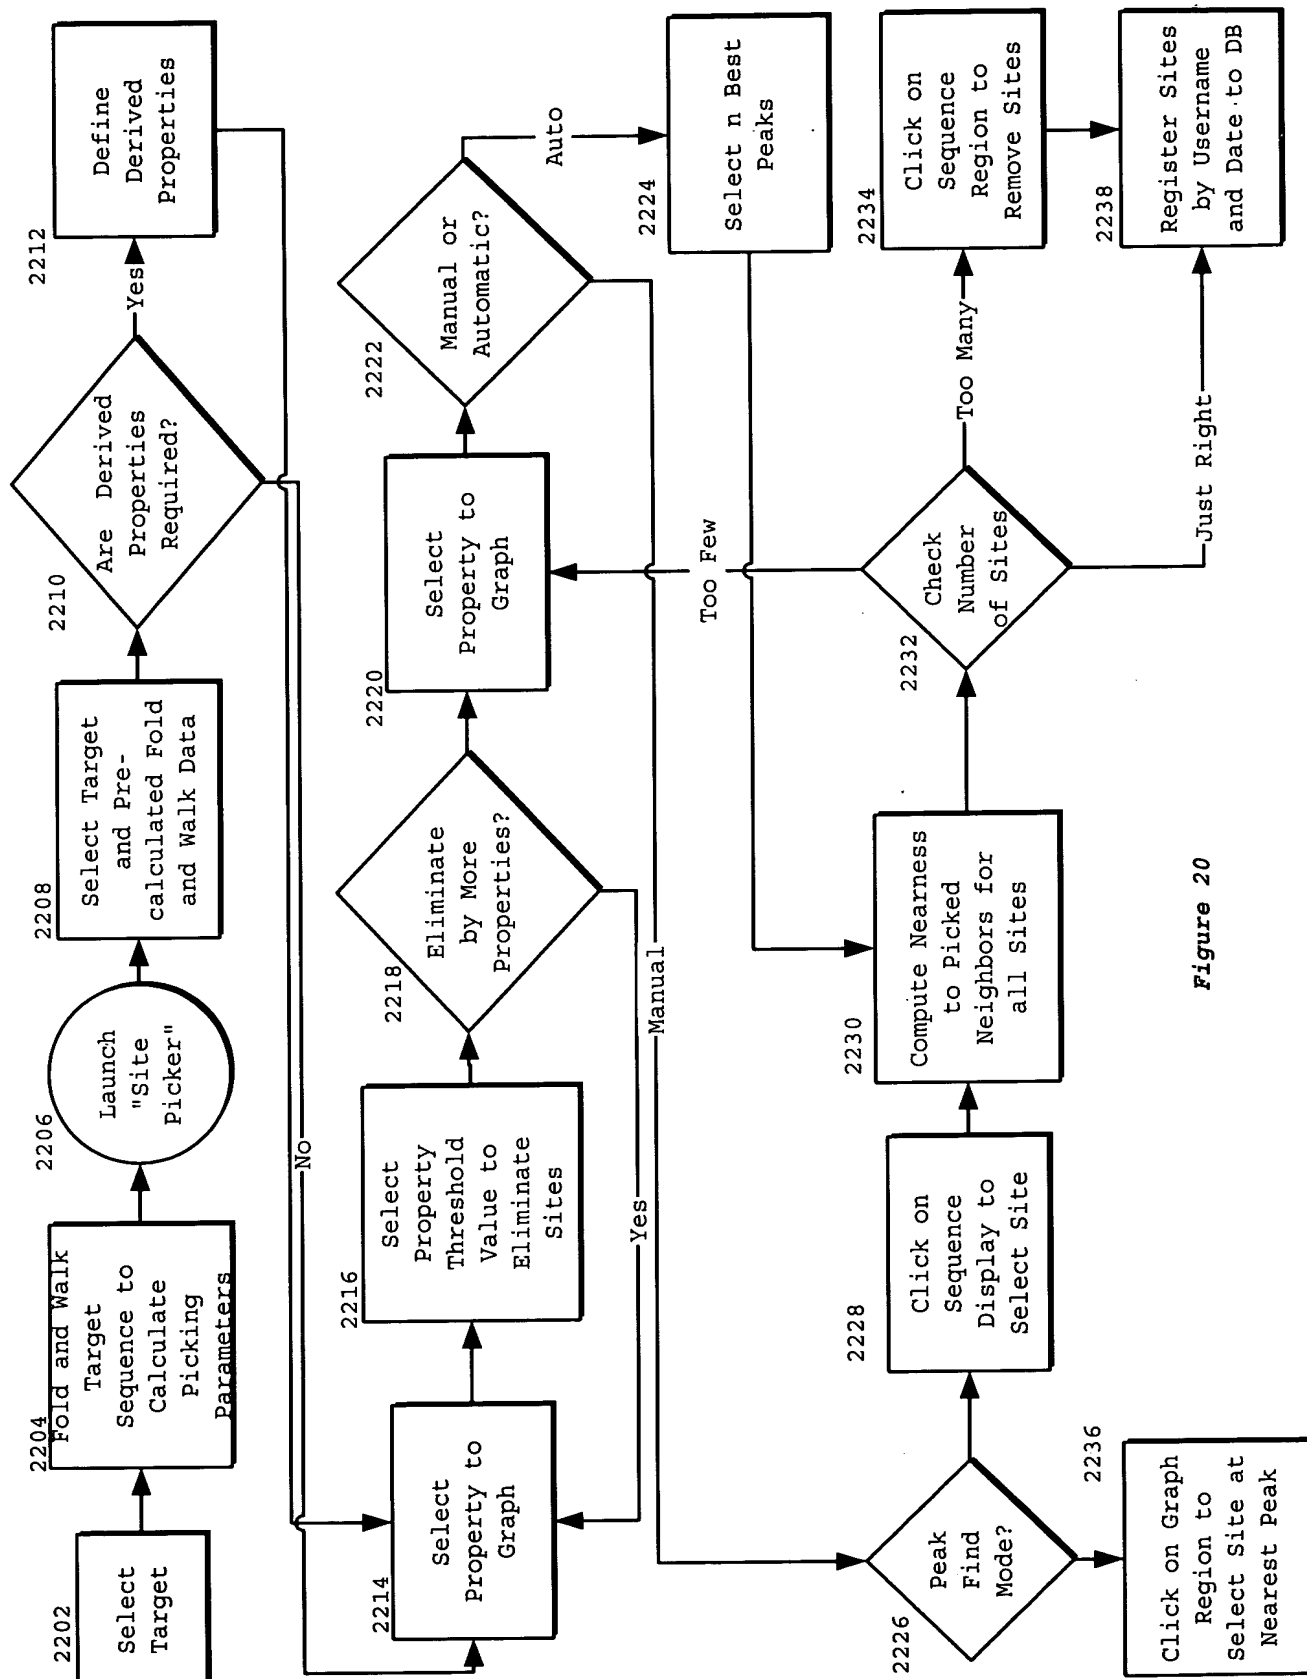 2202
Select
Target
2204
Fold and Walk
Target
Sequence to
Calculate
Picking
Parameters
2206
Launch
"Site
Picker"
2208
Select Target
and Pre-
calculated Fold
and Walk Data
2210
Are Derived
Properties
Required?
Yes
2212
Define
Derived
Properties
No
2214
Select
Property to
Graph
2216
Select
Property
Threshold
Value to
Eliminate
Sites
2218
Eliminate
by More
Properties?
Yes
2220
Select
Property to
Graph
2222
Manual or
Automatic?
Auto
Manual
2224
Select n Best
Peaks
2226
Peak
Find
Mode?
2228
Click on
Sequence
Display to
Select Site
2230
Compute Nearness
to Picked
Neighbors for
all Sites
2232
Check
Number
of Sites
Too Few
Too Many
Just Right
2234
Click on
Sequence
Region to
Remove Sites
2236
Click on Graph
Region to
Select Site at
Nearest Peak
2238
Register Sites
by Username
and Date to DB
Figure 20